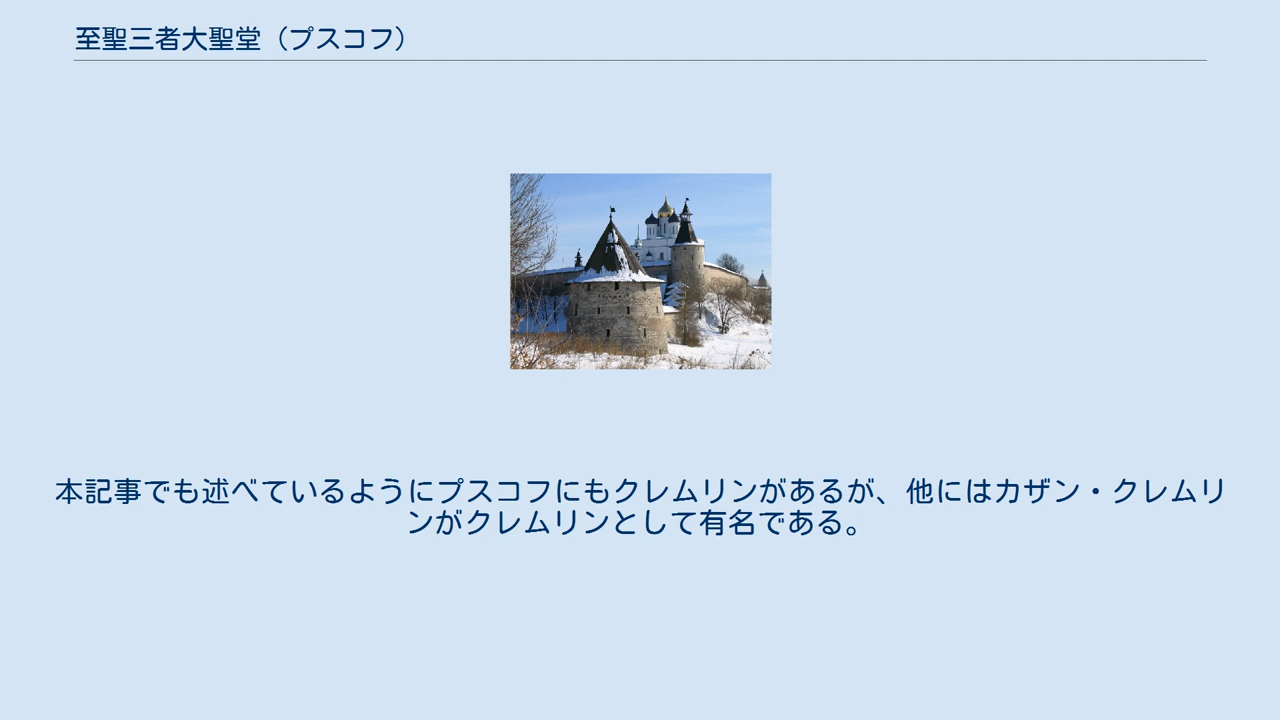 至聖三者大聖堂（プスコフ）
本記事でも述べているようにプスコフにもクレムリンがあるが、他にはカザン・クレムリ
ンがクレムリンとして有名である。